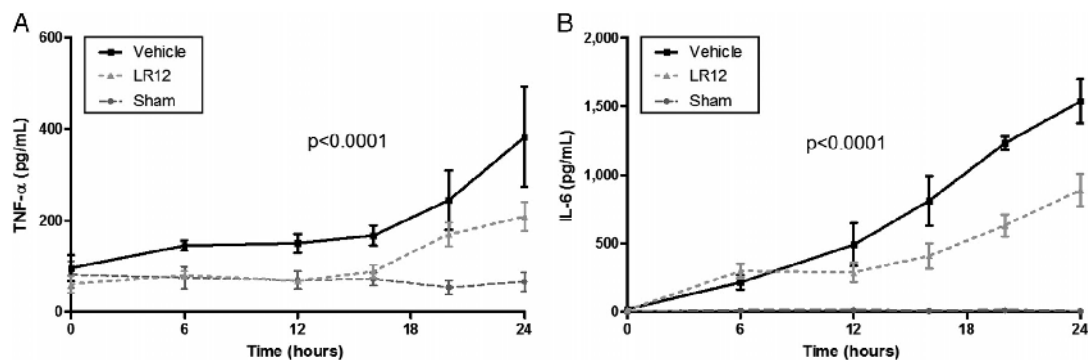 A
600
400
200
0
TNF-α (pg/mL)
Vehicle
LR12
Sham
p<0.0001
0
6
12
18
24
Time (hours)
B
2,000
1,500
1,000
500
0
IL-6 (pg/mL)
Vehicle
LR12
Sham
p<0.0001
0
6
12
18
24
Time (hours)